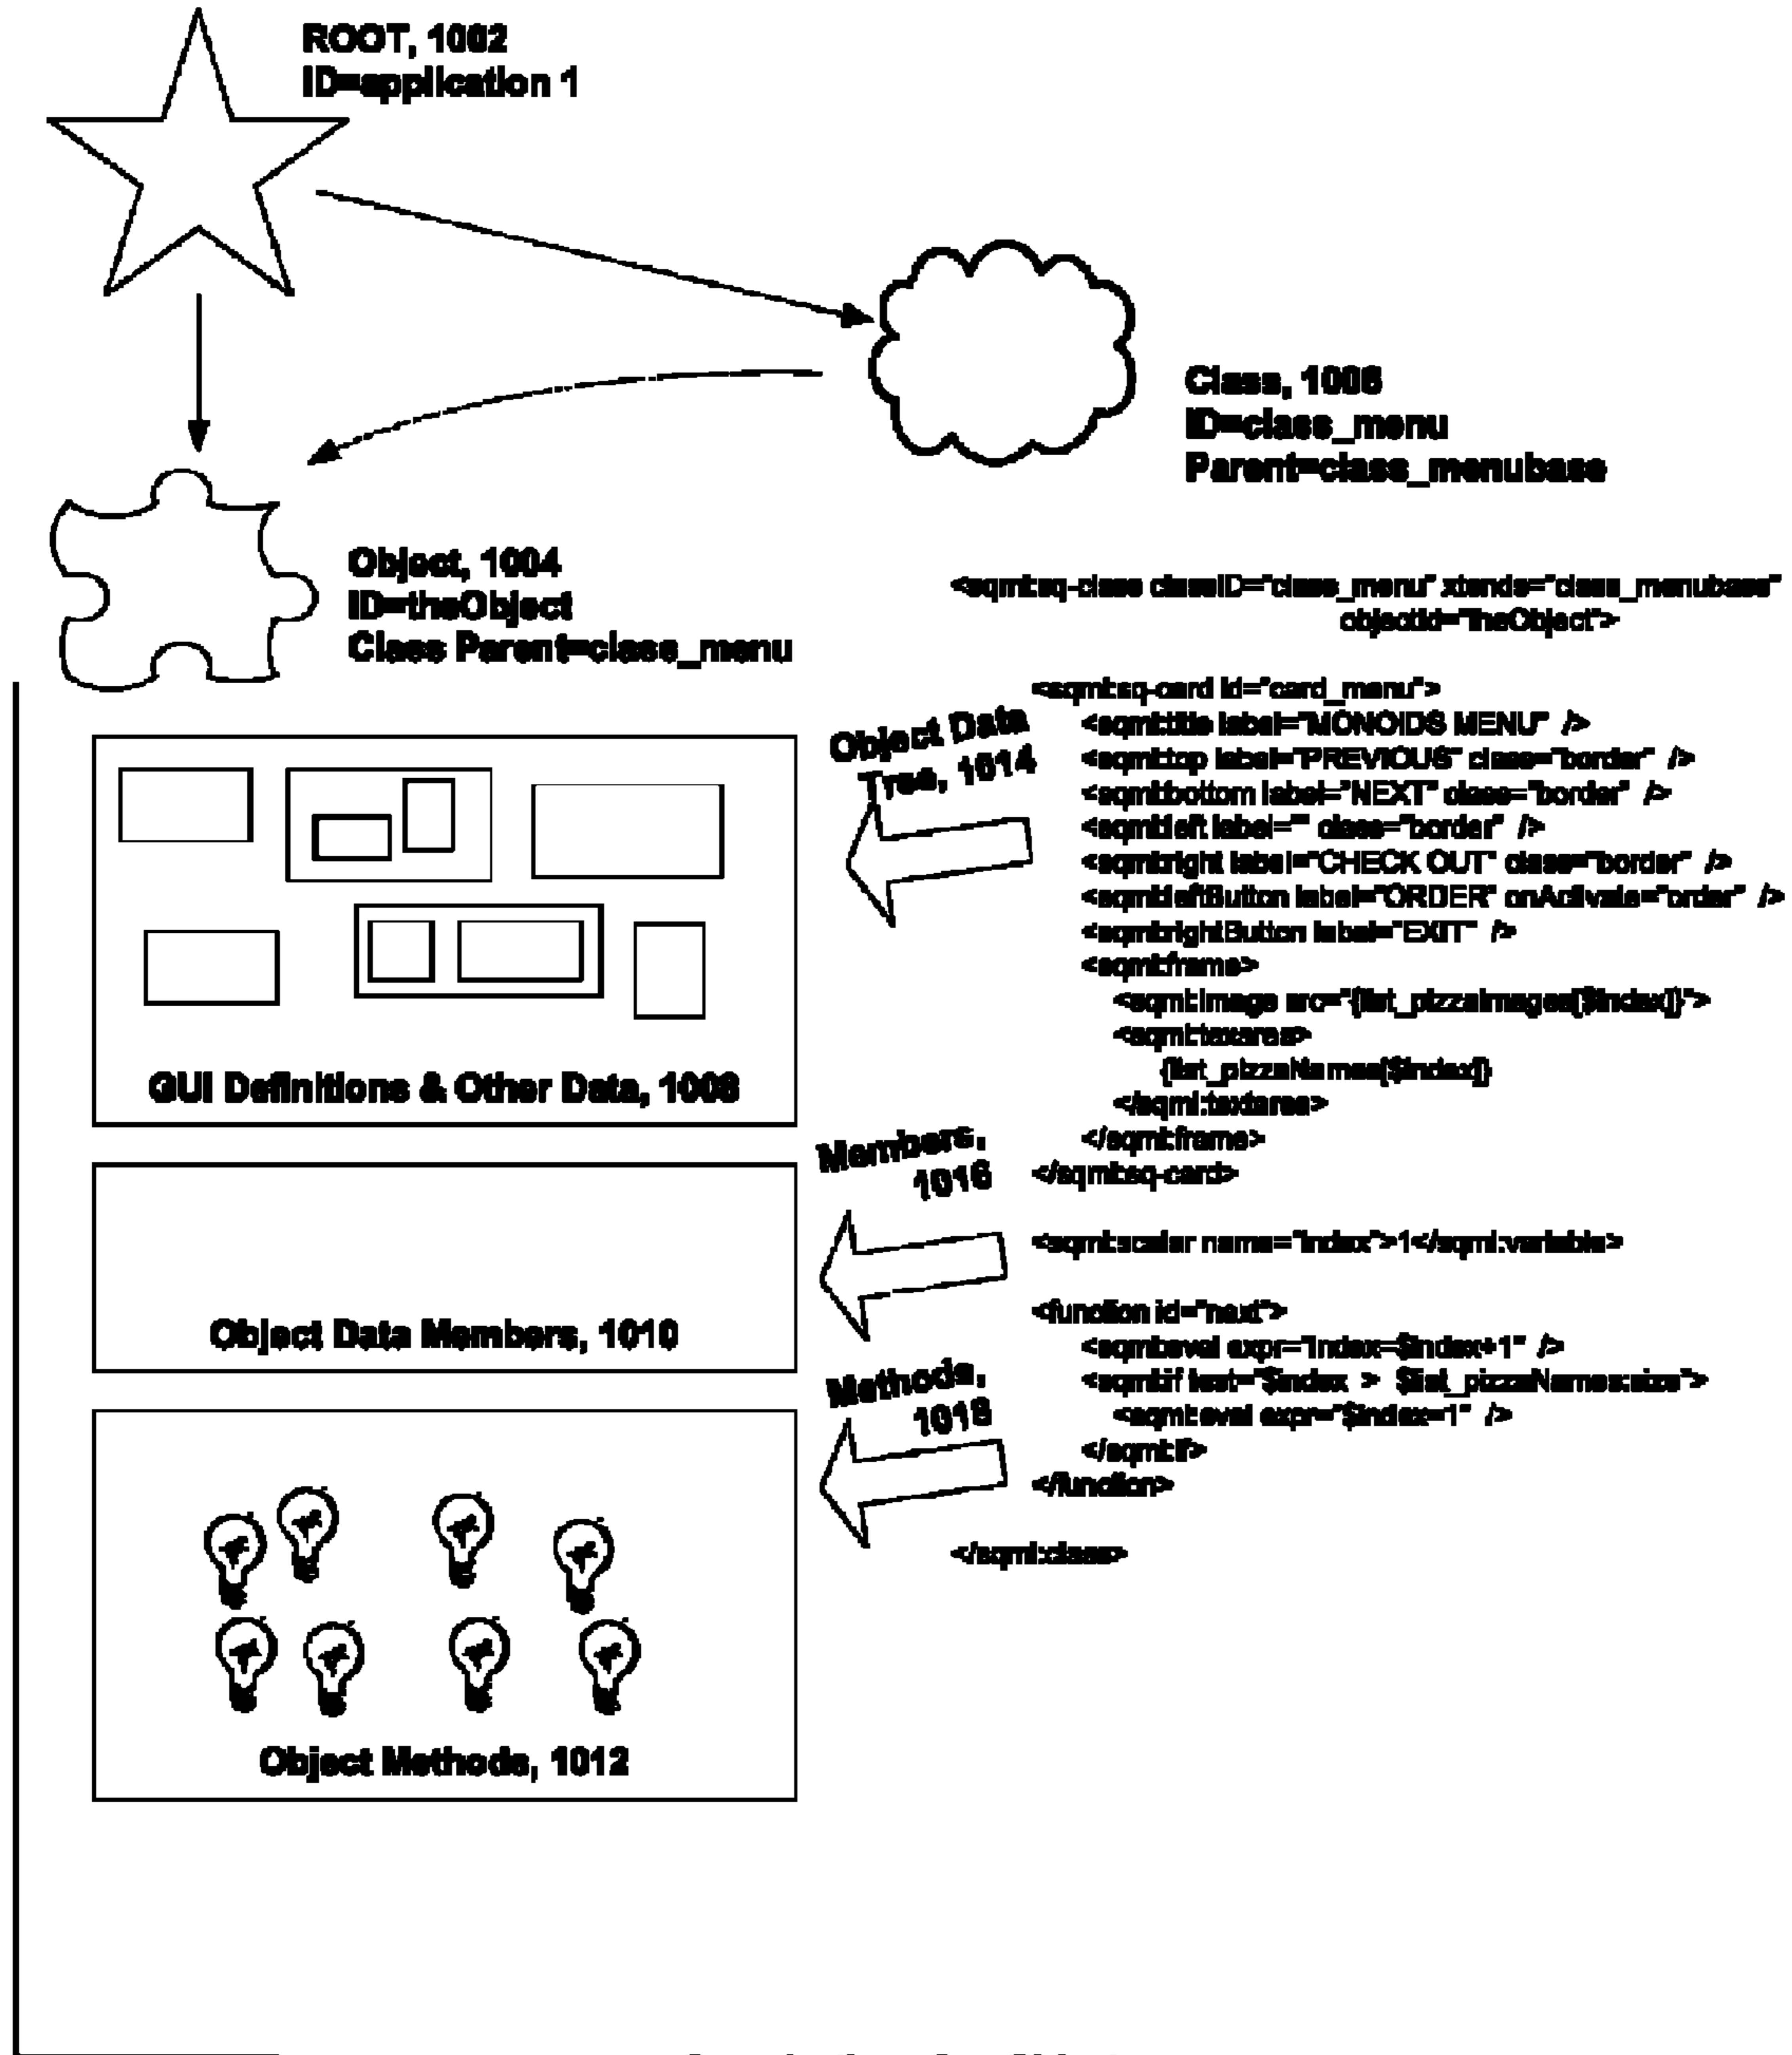 ROOT, 1002
ID=application 1
Class, 1006
ID=class_menu
Parent=class_menubase
Object, 1004
ID=theObject
Class Parent=class_menu
<sqml:sq-class classID="class_menu" xtends="class_menubase"
objectid="theObject">
Object Data
Tree, 1014
<sqml:sq-card id="card_menu">
<sqml:title label="MONOIDS MENU" />
<sqml:top label="PREVIOUS" class="border" />
<sqml:bottom label="NEXT" class="border" />
<sqml:left label="" class="border" />
<sqml:right label="CHECK OUT" class="border" />
<sqml:leftButton label="ORDER" onActivate="order" />
<sqml:rightButton label="EXIT" />
<sqml:frame>
<sqml:image src="{list_pizzaImages[$index]}">
<sqml:texarea>
{list_pizzaNames[$index]}
</sqml:textarea>
</sqml:frame>
</sqml:sq-card>
GUI Definitions & Other Data, 1008
Members,
1016
<sqml:scalar name="index">1</sqml:variable>
Object Data Members, 1010
Methods,
1018
<function id="next">
<sqml:eval expr="index=$index+1" />
<sqml:if test="$index > $list_pizzaNames:size">
<sqml:eval expr="$index=1" />
</sqml:if>
</function>
</sqml:class>
Object Methods, 1012